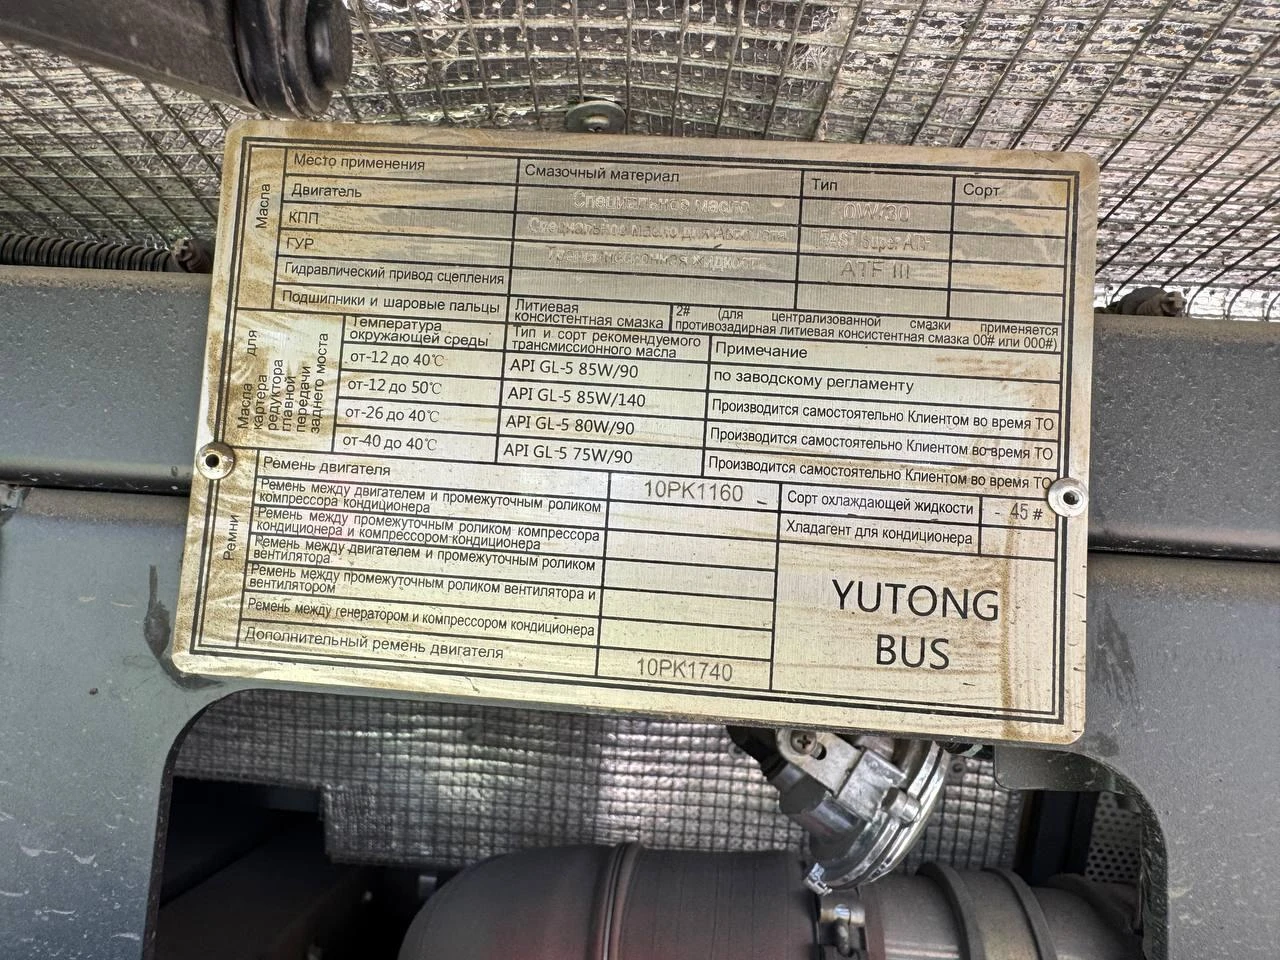 Масла
Место применения
Смазочный материал
Тип
Сорт
Двигатель
Специальное масло
0W/30
КПП
Специальное масло для Автомата
FAST Super ATF
ГУР
Трансмиссионная жидкость
ATF III
Гидравлический привод сцепления
Подшипники и шаровые пальцы
Литиевая
консистентная смазка
2# (для централизованной смазки применяется
противозадирная литиевая консистентная смазка 00# или 000#)
Масла для
картера
редуктора
главной
передачи
заднего моста
Температура
окружающей среды
Тип и сорт рекомендуемого
трансмиссионного масла
Примечание
от-12 до 40℃
API GL-5 85W/90
по заводскому регламенту
от-12 до 50℃
API GL-5 85W/140
Производится самостоятельно Клиентом во время ТО
от-26 до 40℃
API GL-5 80W/90
Производится самостоятельно Клиентом во время ТО
от-40 до 40℃
API GL-5 75W/90
Производится самостоятельно Клиентом во время ТО
Ремни
Ремень двигателя
10PK1160
Ремень между двигателем и промежуточным роликом
компрессора кондиционера
Ремень между промежуточным роликом компрессора
кондиционера и компрессором кондиционера
Ремень между двигателем и промежуточным роликом
вентилятора
Ремень между промежуточным роликом вентилятора и
вентилятором
Ремень между генератором и компрессором кондиционера
Дополнительный ремень двигателя
10PK1740
Сорт охлаждающей жидкости
- 45 #
Хладагент для кондиционера
YUTONG
BUS